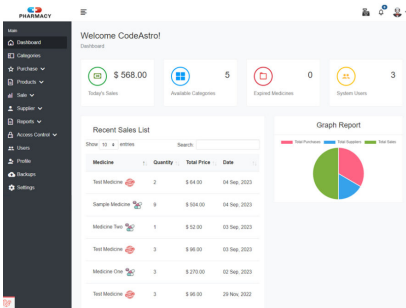 PHARMACY
Main
Dashboard
Categories
Purchase
Products
Sale
Supplier
Reports
Access Control
Users
Profile
Backups
Settings
Welcome CodeAstro!
Dashboard
$ 568.00
Today's Sales
5
Available Categories
0
Expired Medicines
3
System Users
Recent Sales List
Show 10 entries Search
Medicine Quantity Total Price Date
Test Medicine 2 $ 64.00 04 Sep, 2023
Sample Medicine $ 504.00 04 Sep, 2023
Medicine Two 1 $ 52.00 03 Sep, 2023
Test Medicine 3 $ 96.00 03 Sep, 2023
Medicine One 3 $ 270.00 02 Sep, 2023
Test Medicine 3 $ 96.00 29 Nov, 2022
Graph Report
Total Purchases Total Suppliers Total Sales